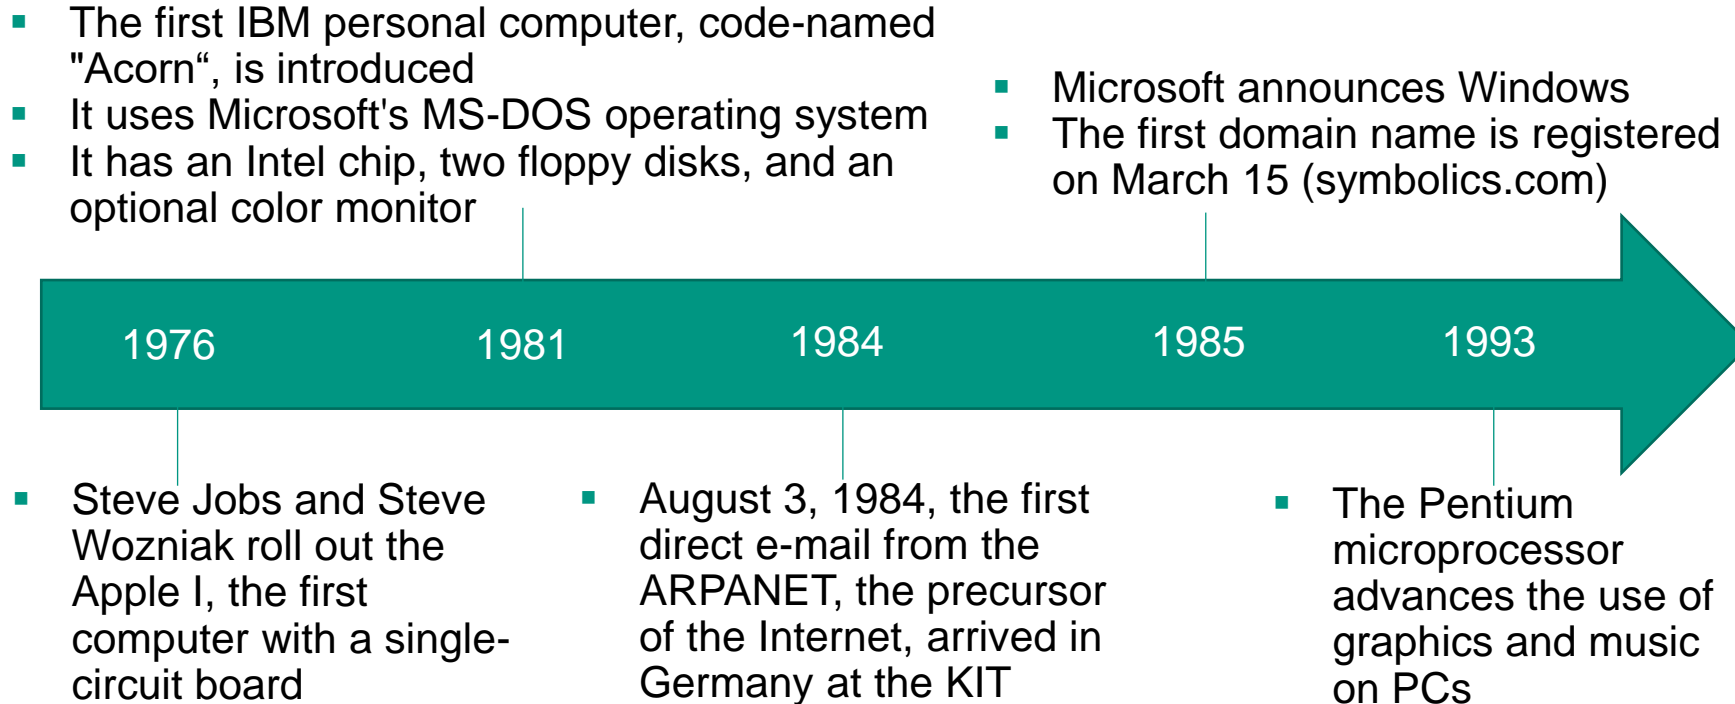 ▪ The first IBM personal computer, code-named
"Acorn“, is introduced
▪ It uses Microsoft's MS-DOS operating system
▪ It has an Intel chip, two floppy disks, and an
optional color monitor
▪ Microsoft announces Windows
▪ The first domain name is registered
on March 15 (symbolics.com)
1976 1981 1984 1985 1993
▪ Steve Jobs and Steve
Wozniak roll out the
Apple I, the first
computer with a single-
circuit board
▪ August 3, 1984, the first
direct e-mail from the
ARPANET, the precursor
of the Internet, arrived in
Germany at the KIT
▪ The Pentium
microprocessor
advances the use of
graphics and music
on PCs